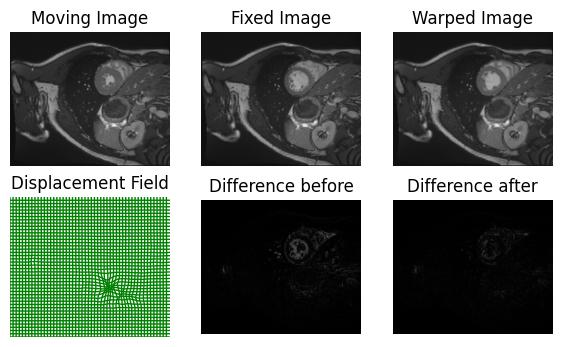 Moving Image
Fixed Image
Warped Image
Displacement Field
Difference before
Difference after